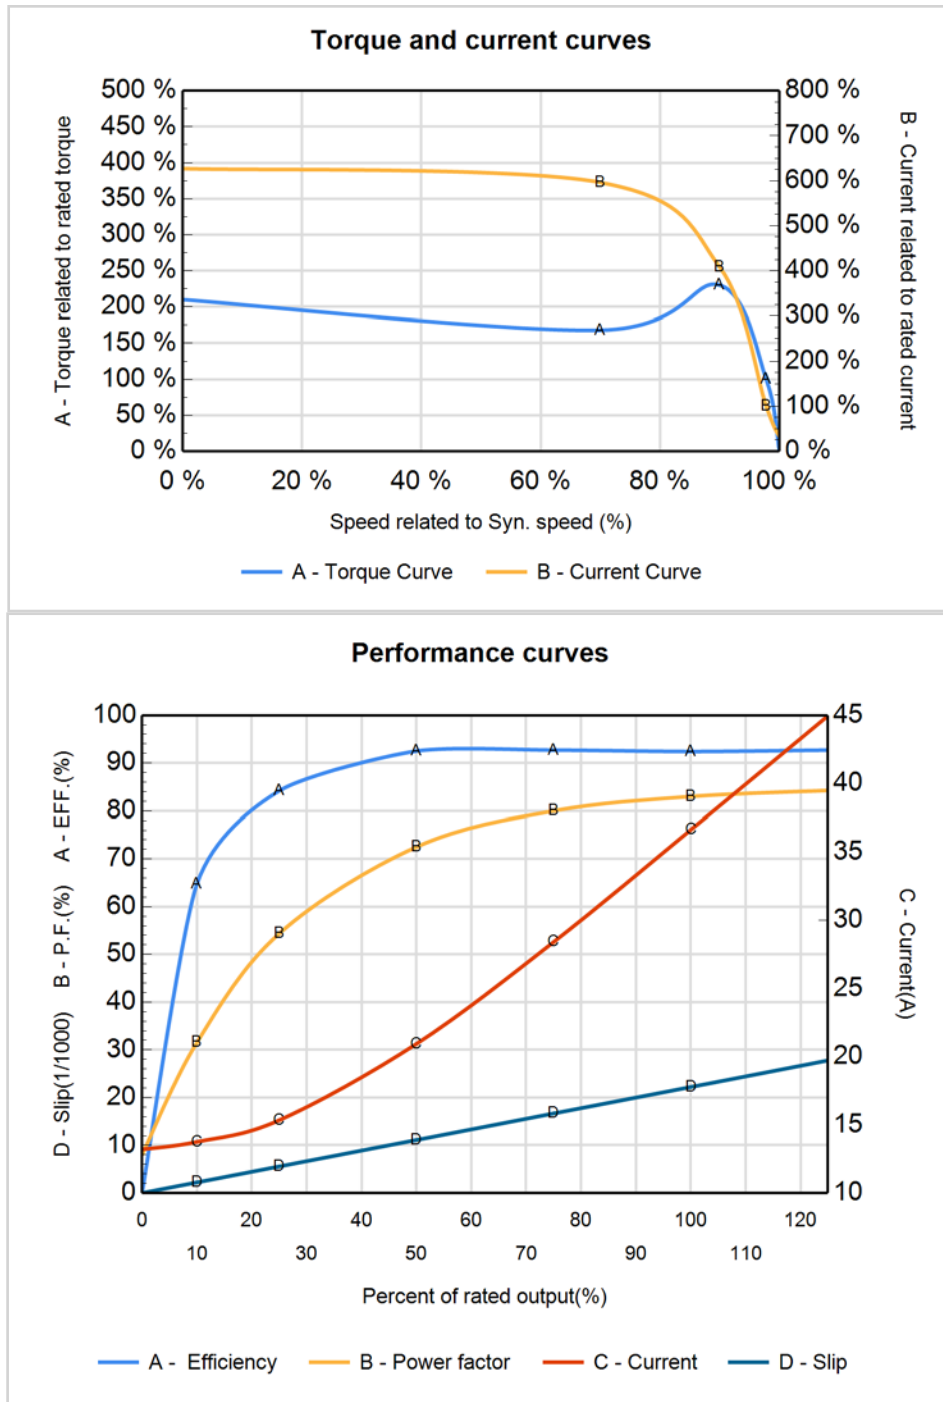 Torque and current curves
A - Torque related to rated torque
500 %
450 %
400 %
350 %
300 %
250 %
200 %
150 %
100 %
50 %
0 %
800 %
700 %
600 %
500 %
400 %
300 %
200 %
100 %
0 %
B - Current related to rated current
B
B
A
A
A
B
0 % 20 % 40 % 60 % 80 % 100 %
Speed related to Syn. speed (%)
A - Torque Curve B - Current Curve
Performance curves
D - Slip(1/1000) B - P.F.(%) A - EFF.(%)
100
90
80
70
60
50
40
30
20
10
0
45
40
35
30
25
20
15
10
C - Current(A)
A A A A A
B B B B B
C C C C C
D D D D D
0 20 40 60 80 100 120
10 30 50 70 90 110
Percent of rated output(%)
A - Efficiency B - Power factor C - Current D - Slip